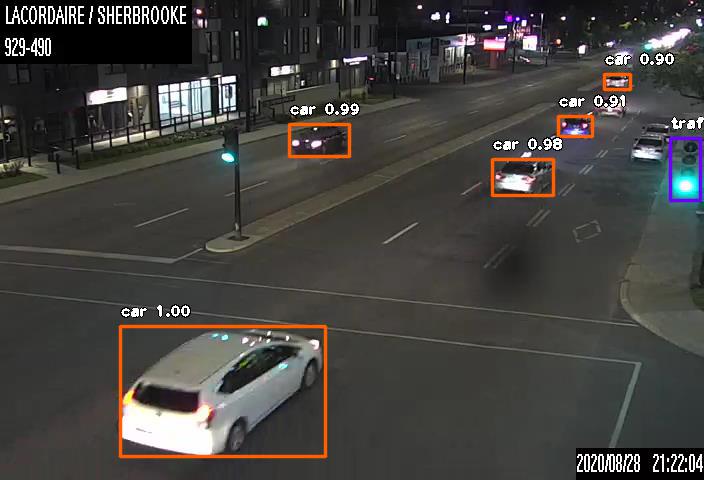 LACORDAIRE / SHERBROOKE
929-490
car 0.90
car 0.91
car 0.99
traf
car 0.98
car 1.00
2020/08/28 21:22:04